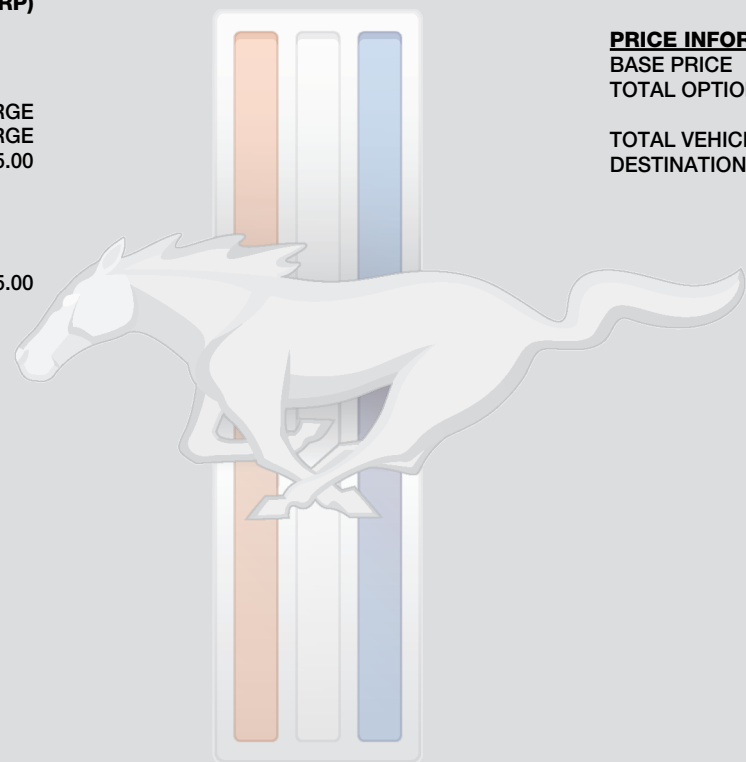 RP)
RGE
RGE
5.00
5.00
PRICE INFOR
BASE PRICE
TOTAL OPTIO
TOTAL VEHICL
DESTINATION